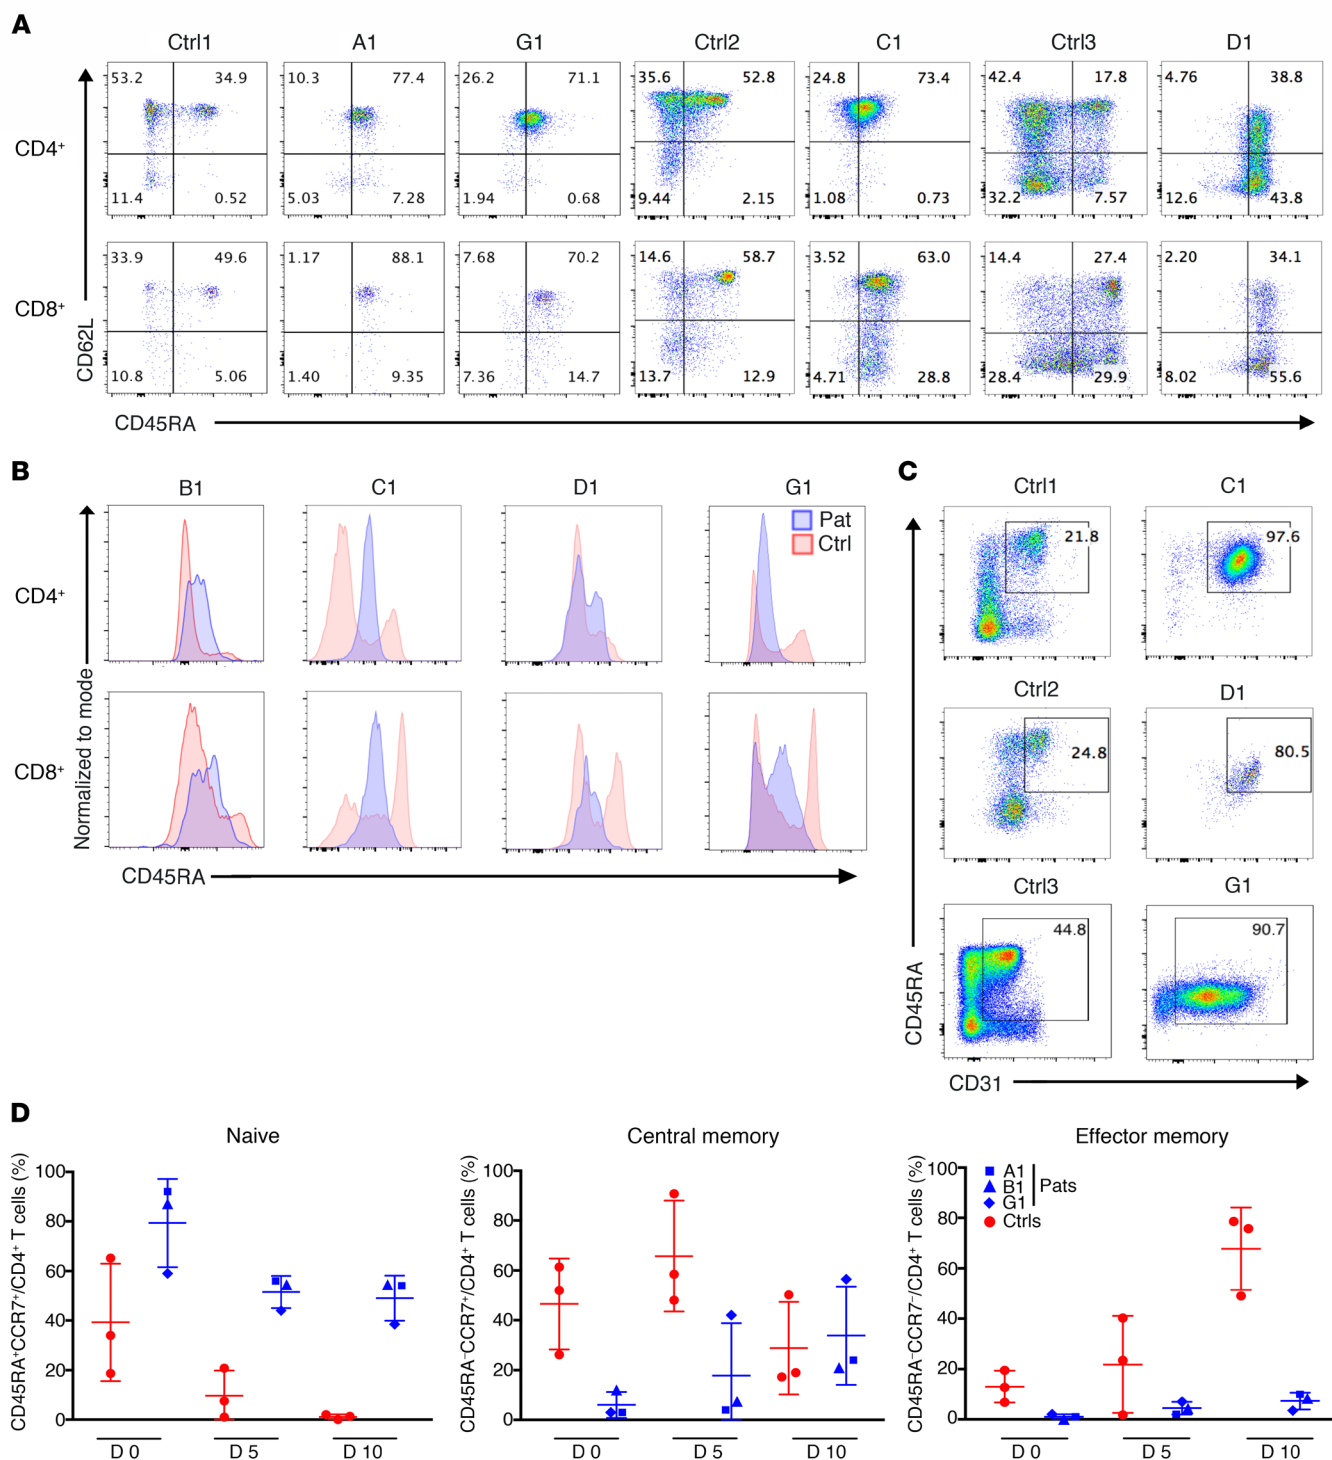 A
Ctrl1 A1 G1 Ctrl2 C1 Ctrl3 D1
CD4+
53.2 34.9 10.3 77.4 26.2 71.1 35.6 52.8 24.8 73.4 42.4 17.8 4.76 38.8
11.4 0.52 5.03 7.28 1.94 0.68 9.44 2.15 1.08 0.73 32.2 7.57 12.6 43.8
CD8+
33.9 49.6 1.17 88.1 7.68 70.2 14.6 58.7 3.52 63.0 14.4 27.4 2.20 34.1
10.8 5.06 1.40 9.35 7.36 14.7 13.7 12.9 4.71 28.8 28.4 29.9 8.02 55.6
CD62L
CD45RA
B
B1 C1 D1 G1
Pat
Ctrl
CD4+
CD8+
Normalized to mode
CD45RA
C
Ctrl1 C1
21.8 97.6
Ctrl2 D1
24.8 80.5
Ctrl3 G1
44.8 90.7
CD45RA
CD31
D
Naive
CD45RA+CCR7+/CD4+ T cells (%)
100
80
60
40
20
0
D 0 D 5 D 10
Central memory
CD45RA−CCR7+/CD4+ T cells (%)
100
80
60
40
20
0
D 0 D 5 D 10
Effector memory
CD45RA−CCR7−/CD4+ T cells (%)
100
80
60
40
20
0
A1
B1
G1
Pats
Ctrls
D 0 D 5 D 10